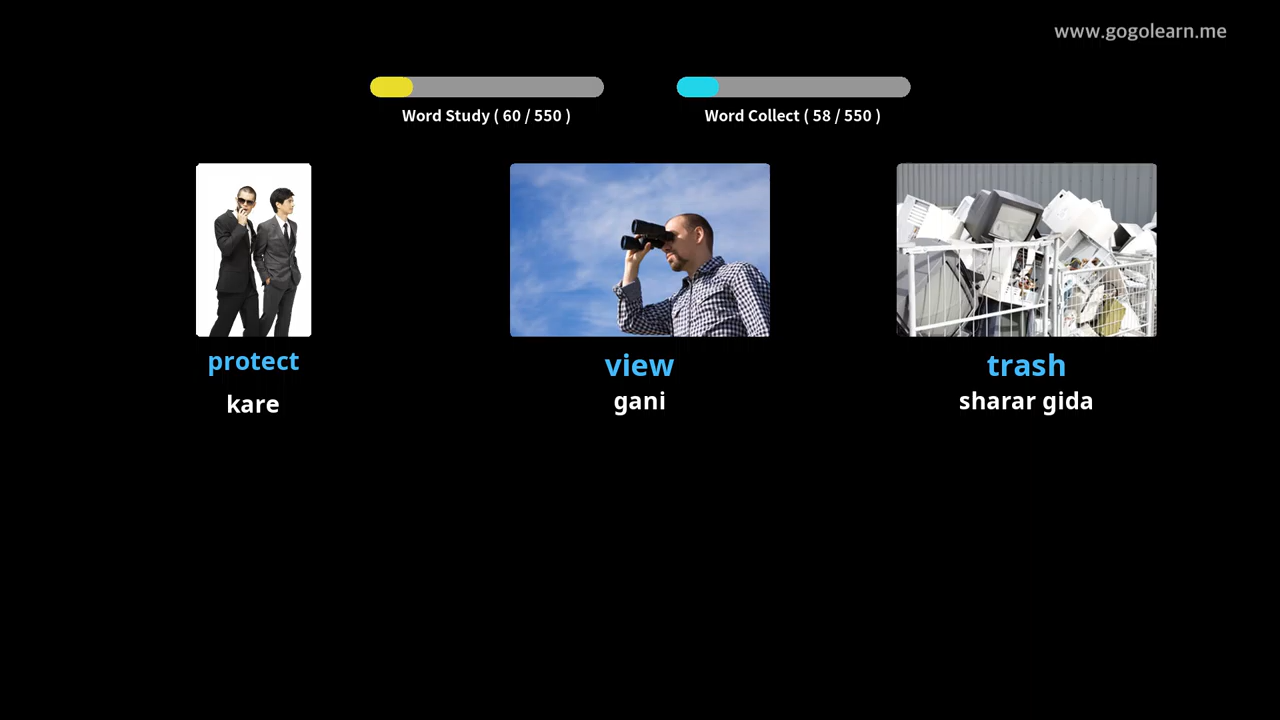 www.gogolearn.me
Word Study ( 60 / 550 )
Word Collect ( 58 / 550 )
protect
kare
view
gani
trash
sharar gida